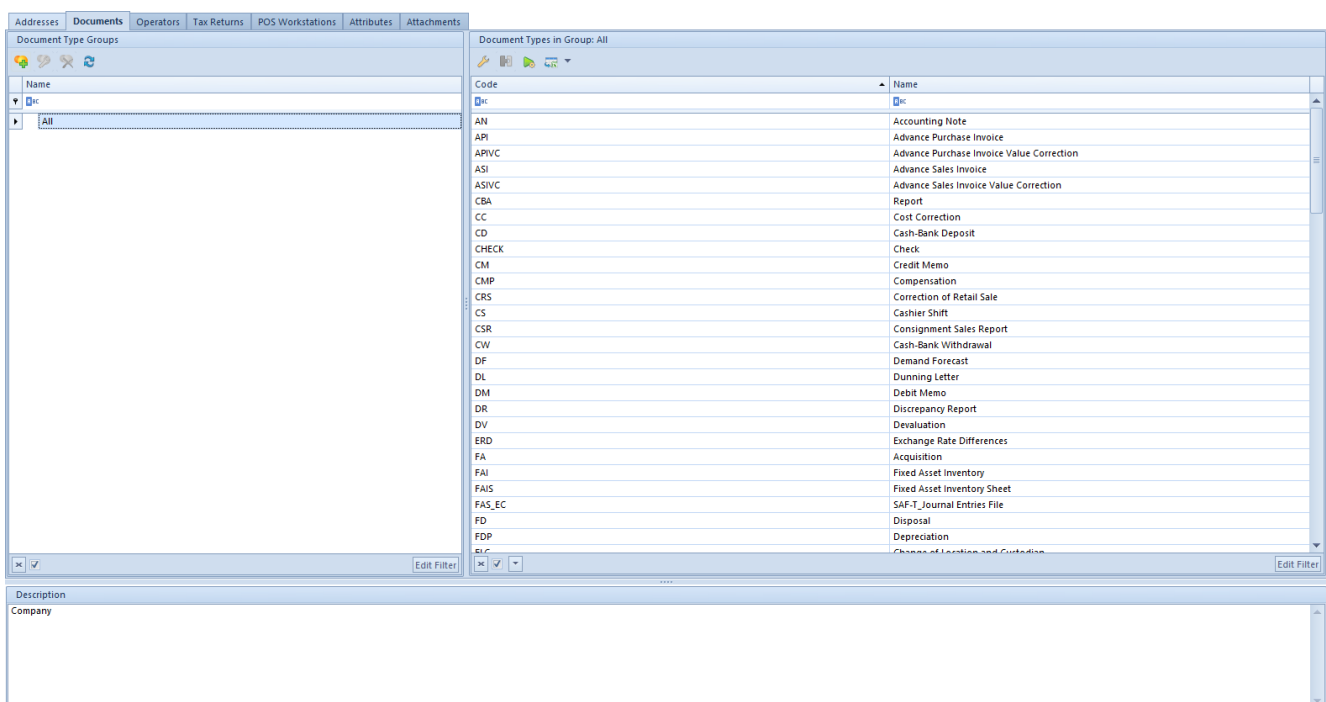 Addresses Documents Operators Tax Returns POS Workstations Attributes Attachments
Document Type Groups
Document Types in Group: All
Name
Code Name
All
AN Accounting Note
API Advance Purchase Invoice
APIVC Advance Purchase Invoice Value Correction
ASI Advance Sales Invoice
ASIVC Advance Sales Invoice Value Correction
CBA Report
CC Cost Correction
CD Cash-Bank Deposit
CHECK Check
CM Credit Memo
CMP Compensation
CRS Correction of Retail Sale
CS Cashier Shift
CSR Consignment Sales Report
CW Cash-Bank Withdrawal
DF Demand Forecast
DL Dunning Letter
DM Debit Memo
DR Discrepancy Report
DV Devaluation
ERD Exchange Rate Differences
FA Acquisition
FAI Fixed Asset Inventory
FAIS Fixed Asset Inventory Sheet
FAS_EC SAF-T_Journal Entries File
FD Disposal
FDP Depreciation
FLC Change of Location and Custodian
Edit Filter
Edit Filter
Description
Company